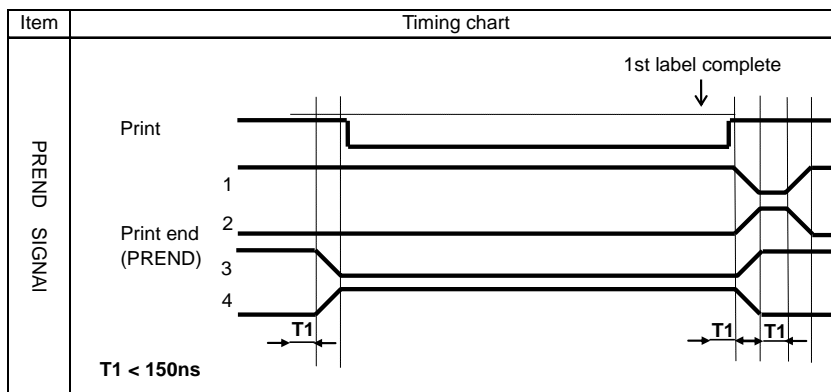 Item
Timing chart
1st label complete
Print
1
2
Print end
(PREND)
3
4
T1
T1
T1
T1 < 150ns
PREND SIGNAl